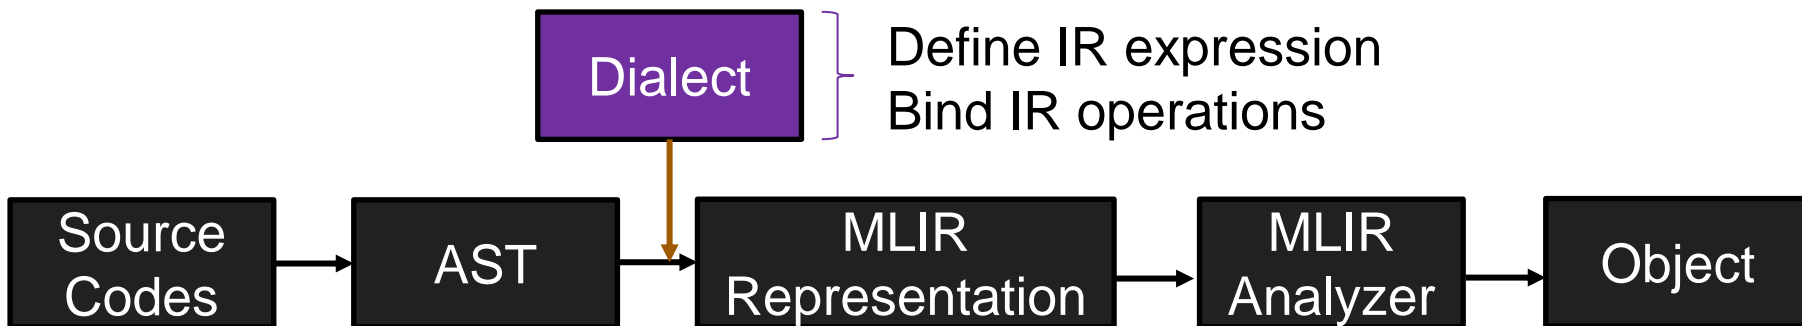 Dialect
Define IR expression
Bind IR operations
Source
Codes
AST
MLIR
Representation
MLIR
Analyzer
Object